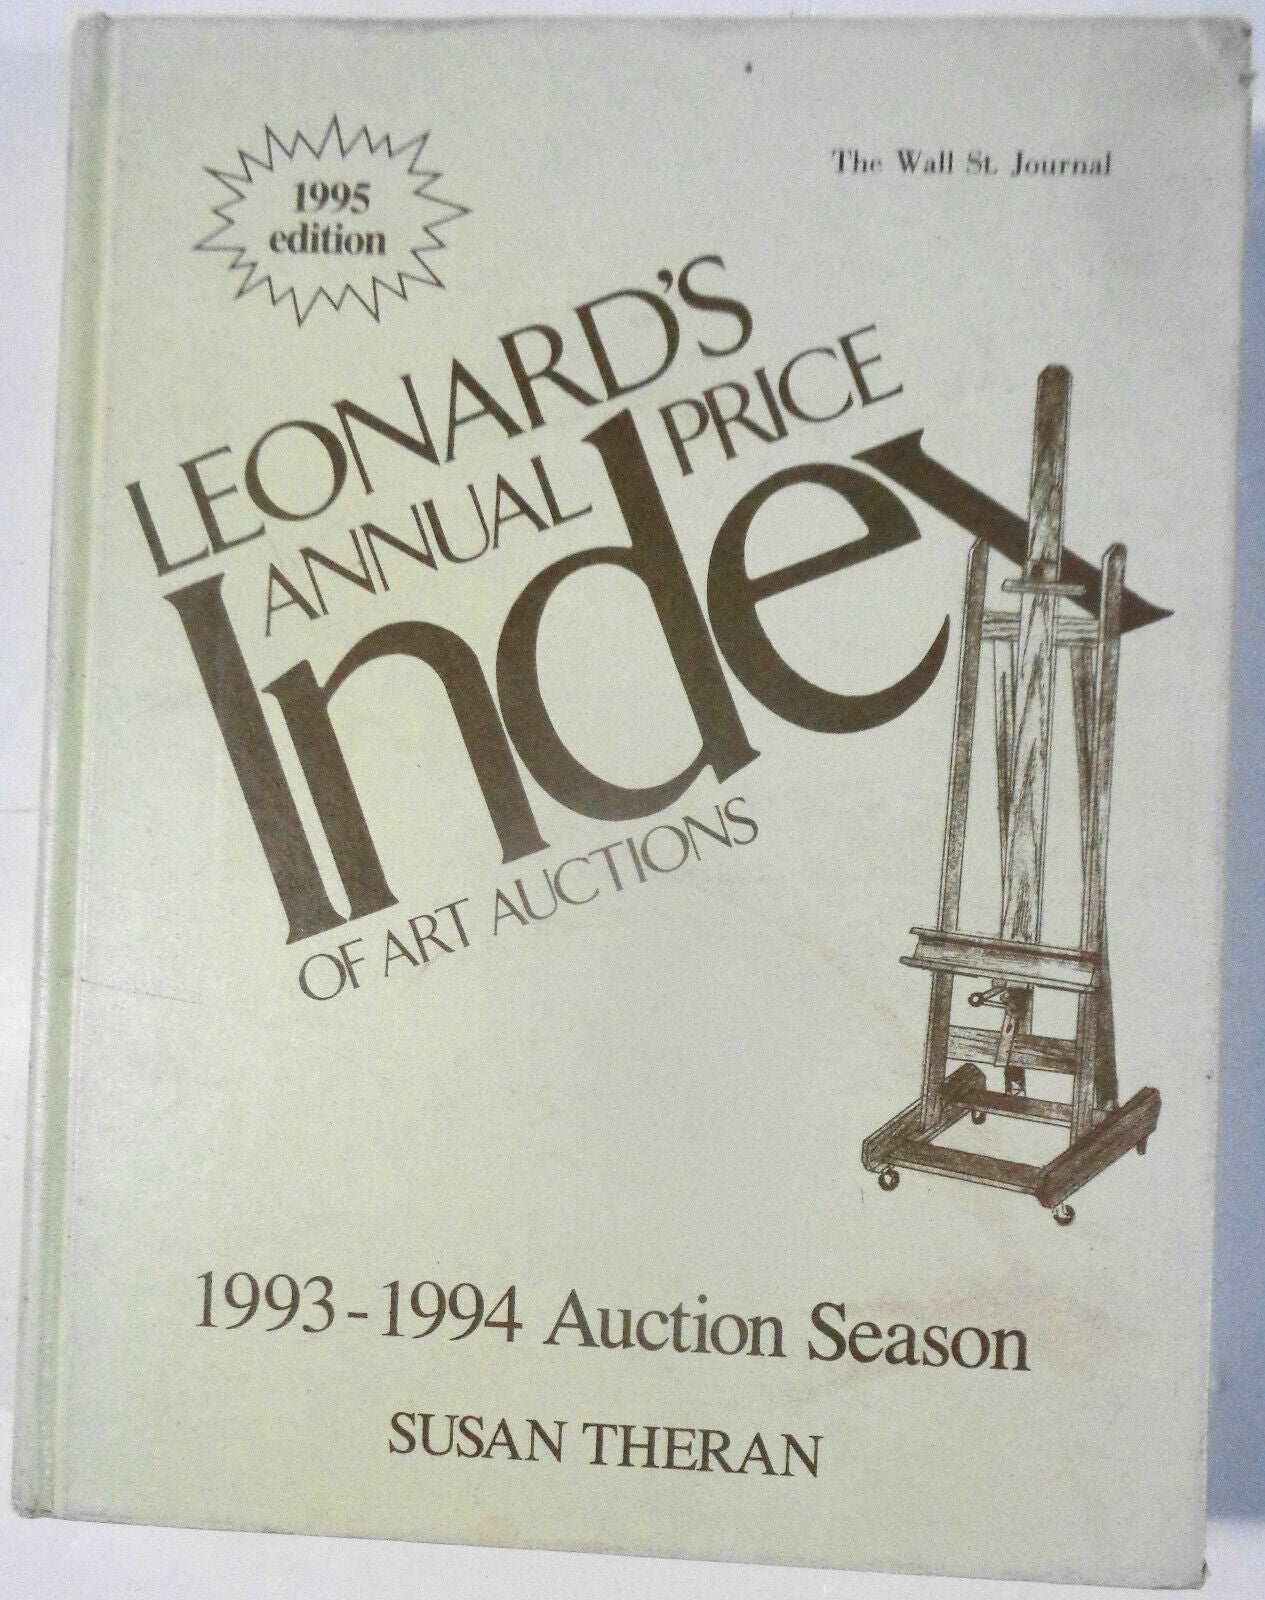 1995
edition
The Wall St. Journal
LEONARD'S
ANNUAL PRICE
Index
OF ART AUCTIONS
1993-1994 Auction Season
SUSAN THERAN